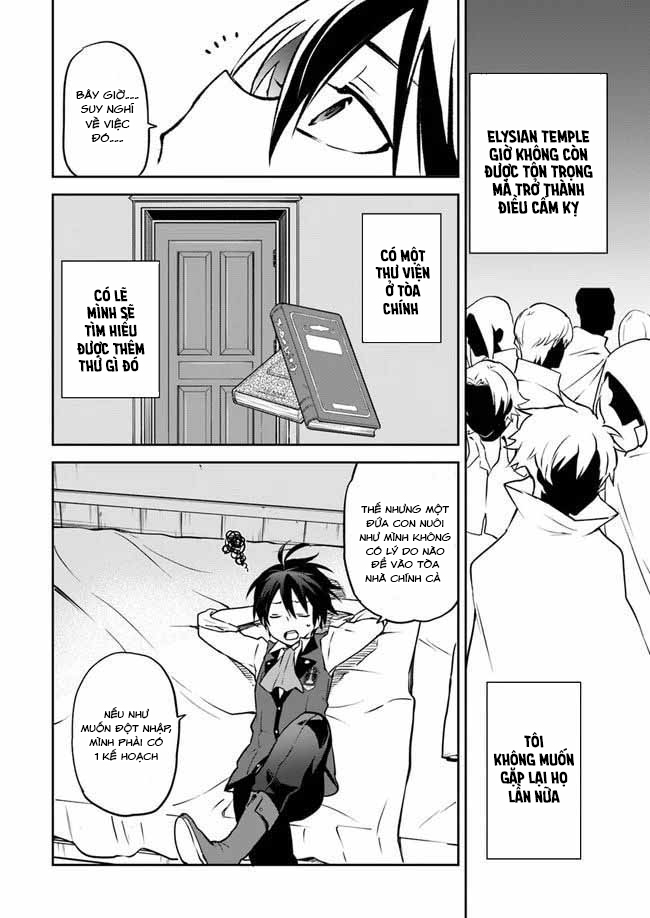 ELYSIAN TEMPLE
GIỜ KHÔNG CÒN
ĐƯỢC TÔN TRỌNG
MÀ TRỞ THÀNH
ĐIỀU CẤM KỴ
TÔI
KHÔNG MUỐN
GẶP LẠI HỌ
LẦN NỮA
BÂY GIỜ...
SUY NGHĨ
VỀ VIỆC
ĐÓ...
CÓ MỘT
THƯ VIỆN
Ở TÒA
CHÍNH
CÓ LẼ
MÌNH SẼ
TÌM HIỂU
ĐƯỢC THÊM
THỨ GÌ ĐÓ
THẾ NHƯNG MỘT
ĐỨA CON NUÔI
NHƯ MÌNH KHÔNG
CÓ LÝ DO NÀO
ĐỂ VÀO TÒA
NHÀ CHÍNH CẢ
NẾU NHƯ
MUỐN ĐỘT NHẬP,
MÌNH PHẢI CÓ
1 KẾ HOẠCH